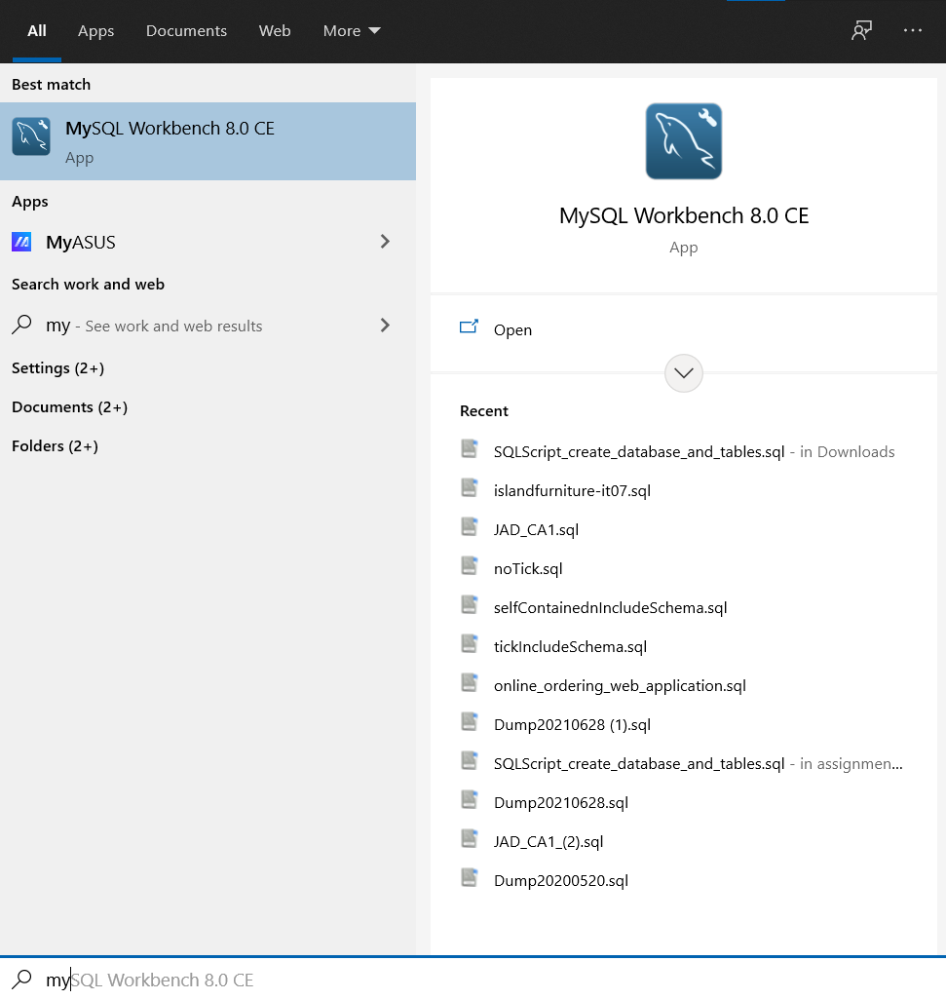 All Apps Documents Web More
Best match
MySQL Workbench 8.0 CE
App
Apps
MyASUS
Search work and web
my - See work and web results
Settings (2+)
Documents (2+)
Folders (2+)
MySQL Workbench 8.0 CE
App
Open
Recent
SQLScript_create_database_and_tables.sql - in Downloads
islandfurniture-it07.sql
JAD_CA1.sql
noTick.sql
selfContainednIncludeSchema.sql
tickIncludeSchema.sql
online_ordering_web_application.sql
Dump20210628 (1).sql
SQLScript_create_database_and_tables.sql - in assignmen...
Dump20210628.sql
JAD_CA1_(2).sql
Dump20200520.sql
mySQL Workbench 8.0 CE